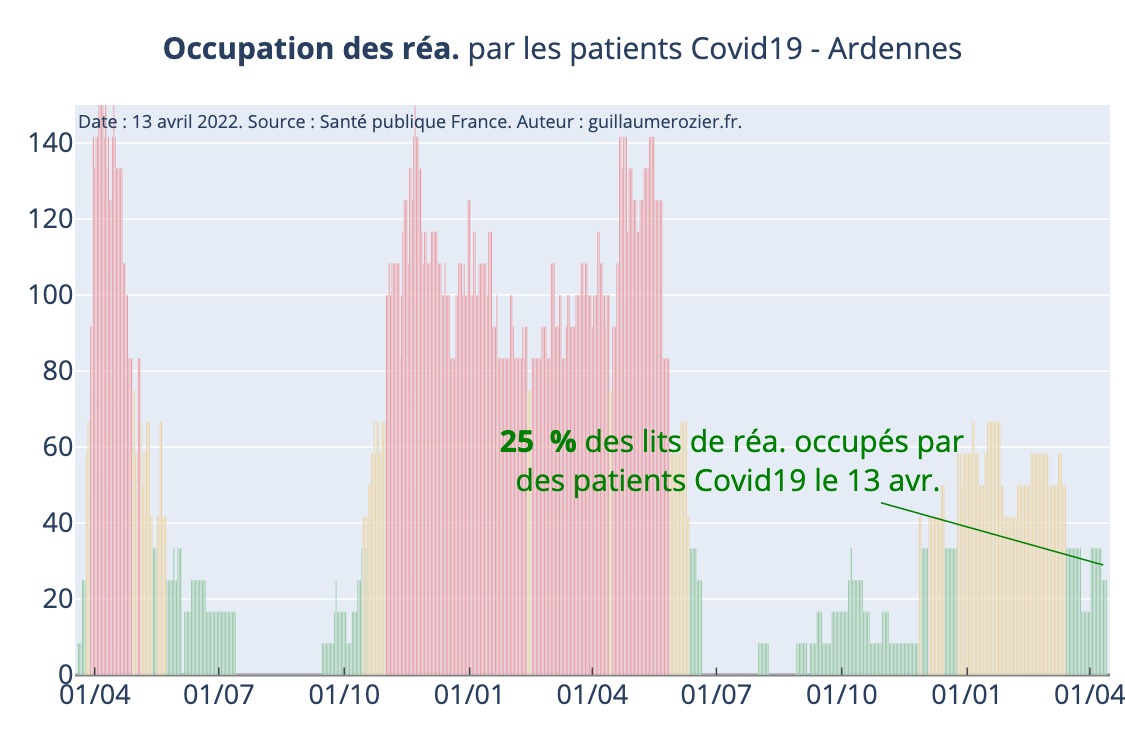 Occupation des réa. par les patients Covid19 - Ardennes
Date : 13 avril 2022. Source : Santé publique France. Auteur : guillaumerozier.fr.
140
120
100
80
60
40
20
0
25 % des lits de réa. occupés par
des patients Covid19 le 13 avr.
01/04 01/07 01/10 01/01 01/04 01/07 01/10 01/01 01/04